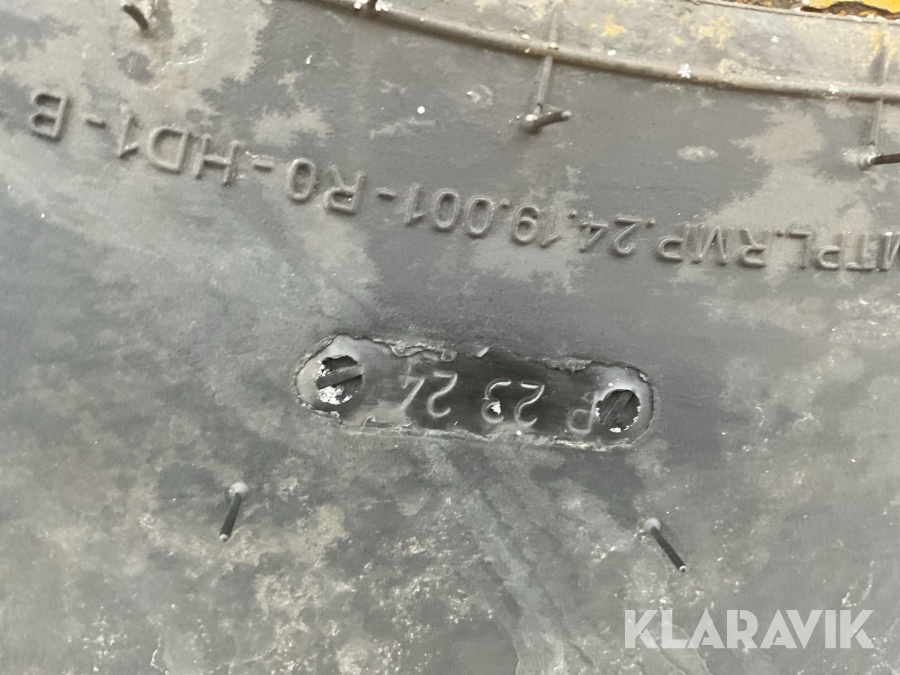 MTPL.RMP.24.19.001-R0-HD1-B
P 23 24
KLARAVIK